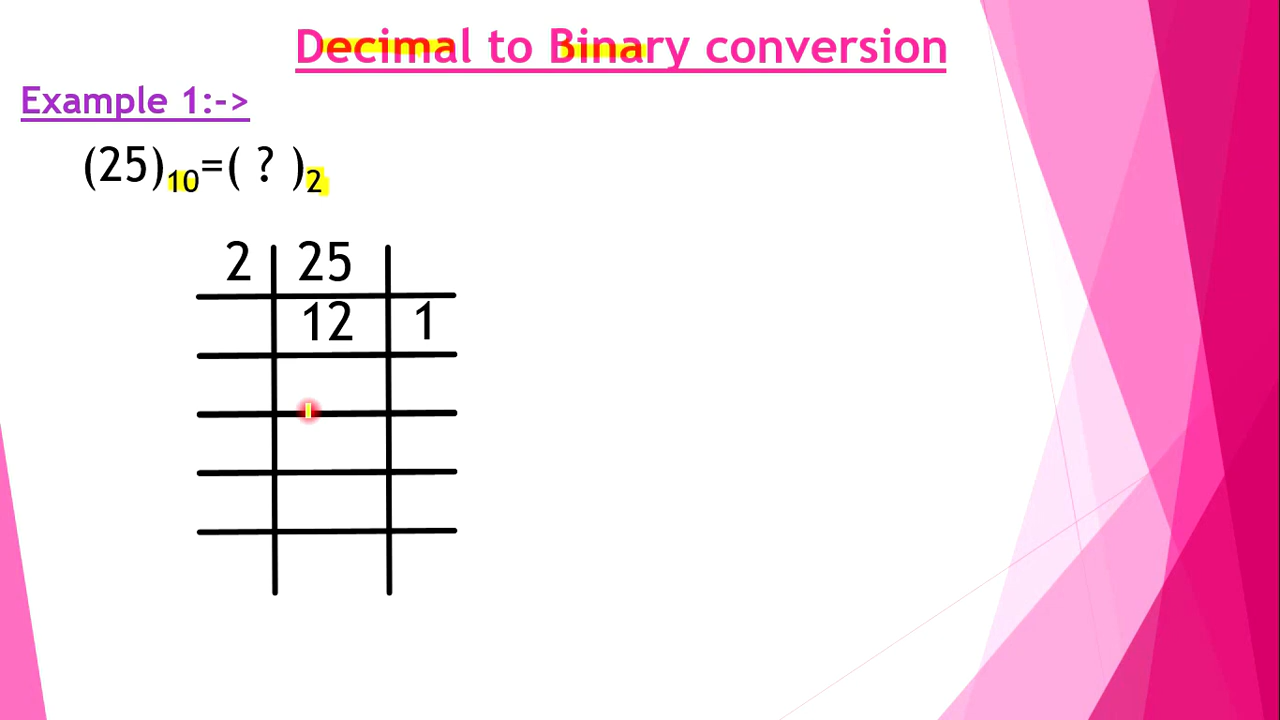 Decimal to Binary conversion
Example 1:->
(25)10=( ? )2
2 25
12 1